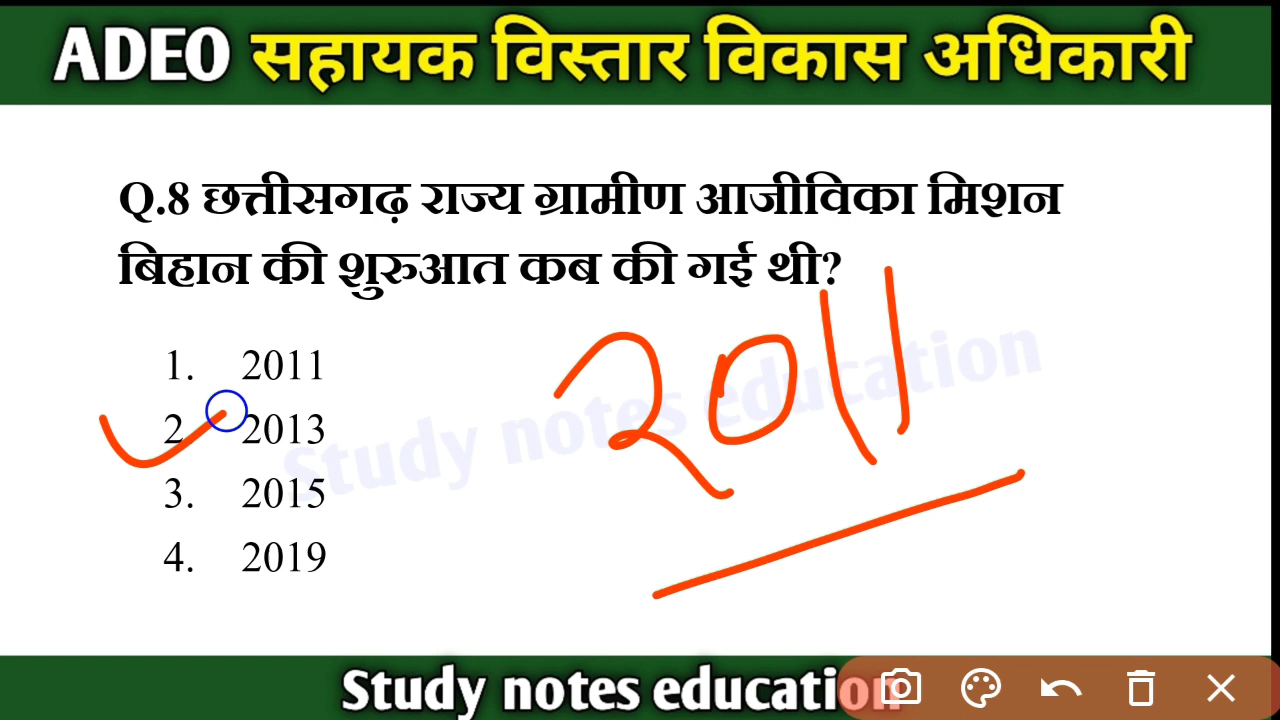 ADEO सहायक विस्तार विकास अधिकारी
Q.8 छत्तीसगढ़ राज्य ग्रामीण आजीविका मिशन
बिहान की शुरुआत कब की गई थी?
1. 2011
2 2013
3. 2015
4. 2019
2011
Study notes education
Study notes education